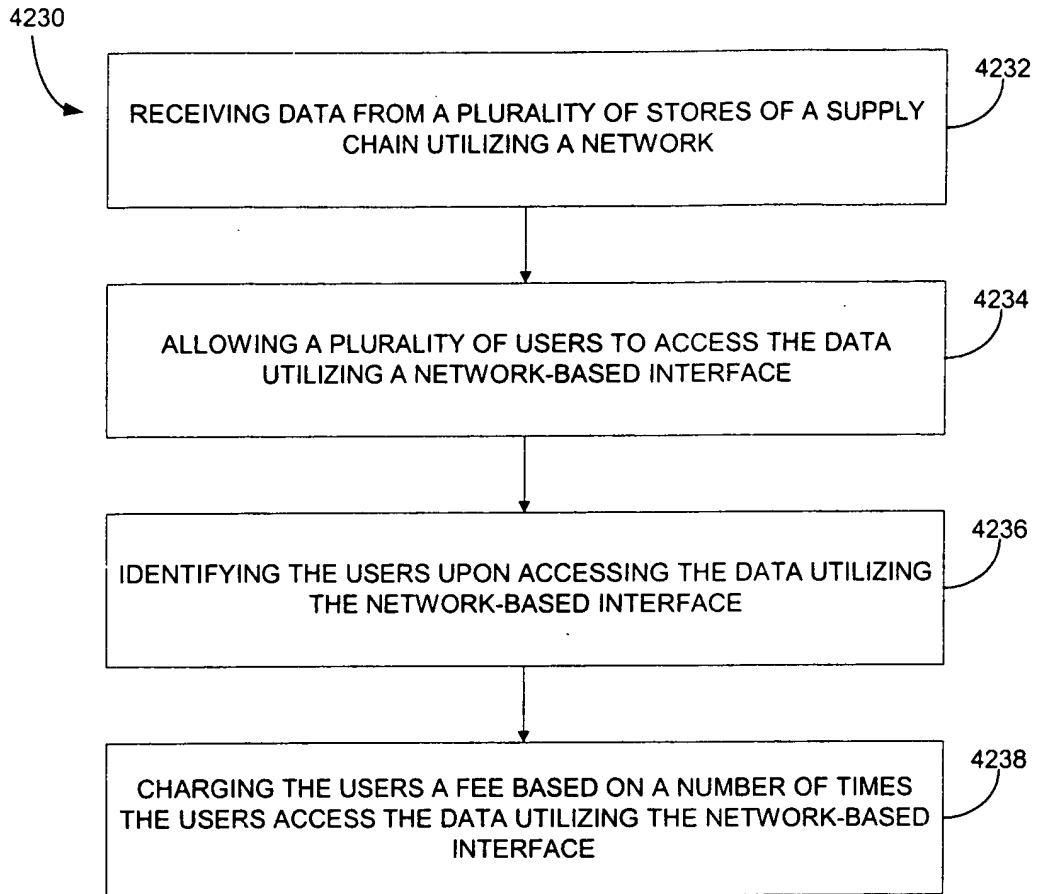 4230
4232
RECEIVING DATA FROM A PLURALITY OF STORES OF A SUPPLY
CHAIN UTILIZING A NETWORK
4234
ALLOWING A PLURALITY OF USERS TO ACCESS THE DATA
UTILIZING A NETWORK-BASED INTERFACE
4236
IDENTIFYING THE USERS UPON ACCESSING THE DATA UTILIZING
THE NETWORK-BASED INTERFACE
4238
CHARGING THE USERS A FEE BASED ON A NUMBER OF TIMES
THE USERS ACCESS THE DATA UTILIZING THE NETWORK-BASED
INTERFACE